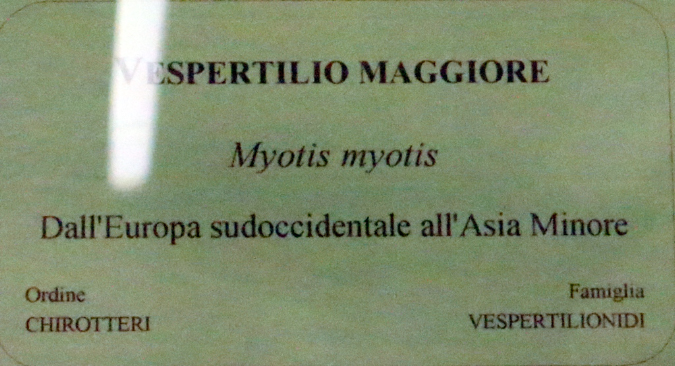 VESPERTILIO MAGGIORE
Myotis myotis
Dall'Europa sudoccidentale all'Asia Minore
Ordine
CHIROTTERI
Famiglia
VESPERTILIONIDI